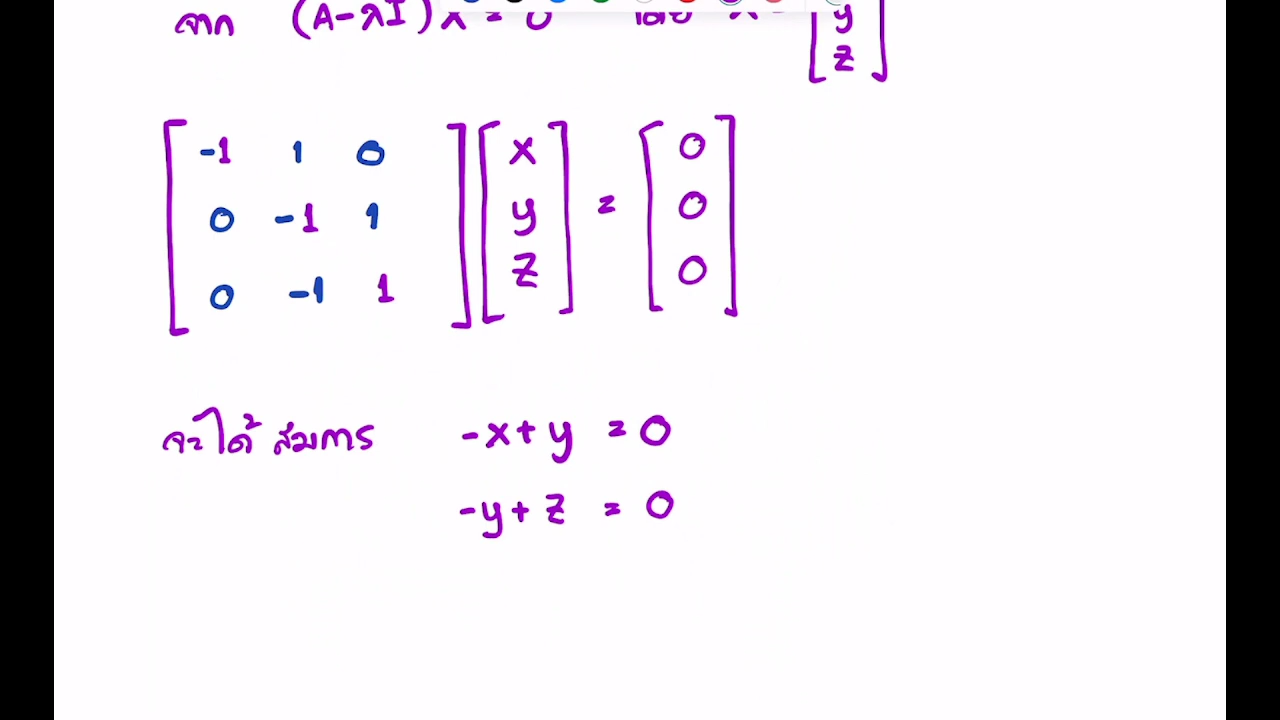 จาก (A-λI)X = 0 โดย X = [y z]
[-1 1 0] [x] = [0]
[0 -1 1] [y] [0]
[0 -1 1] [z] [0]
จะได้ สมการ -x+y = 0
-y+z = 0